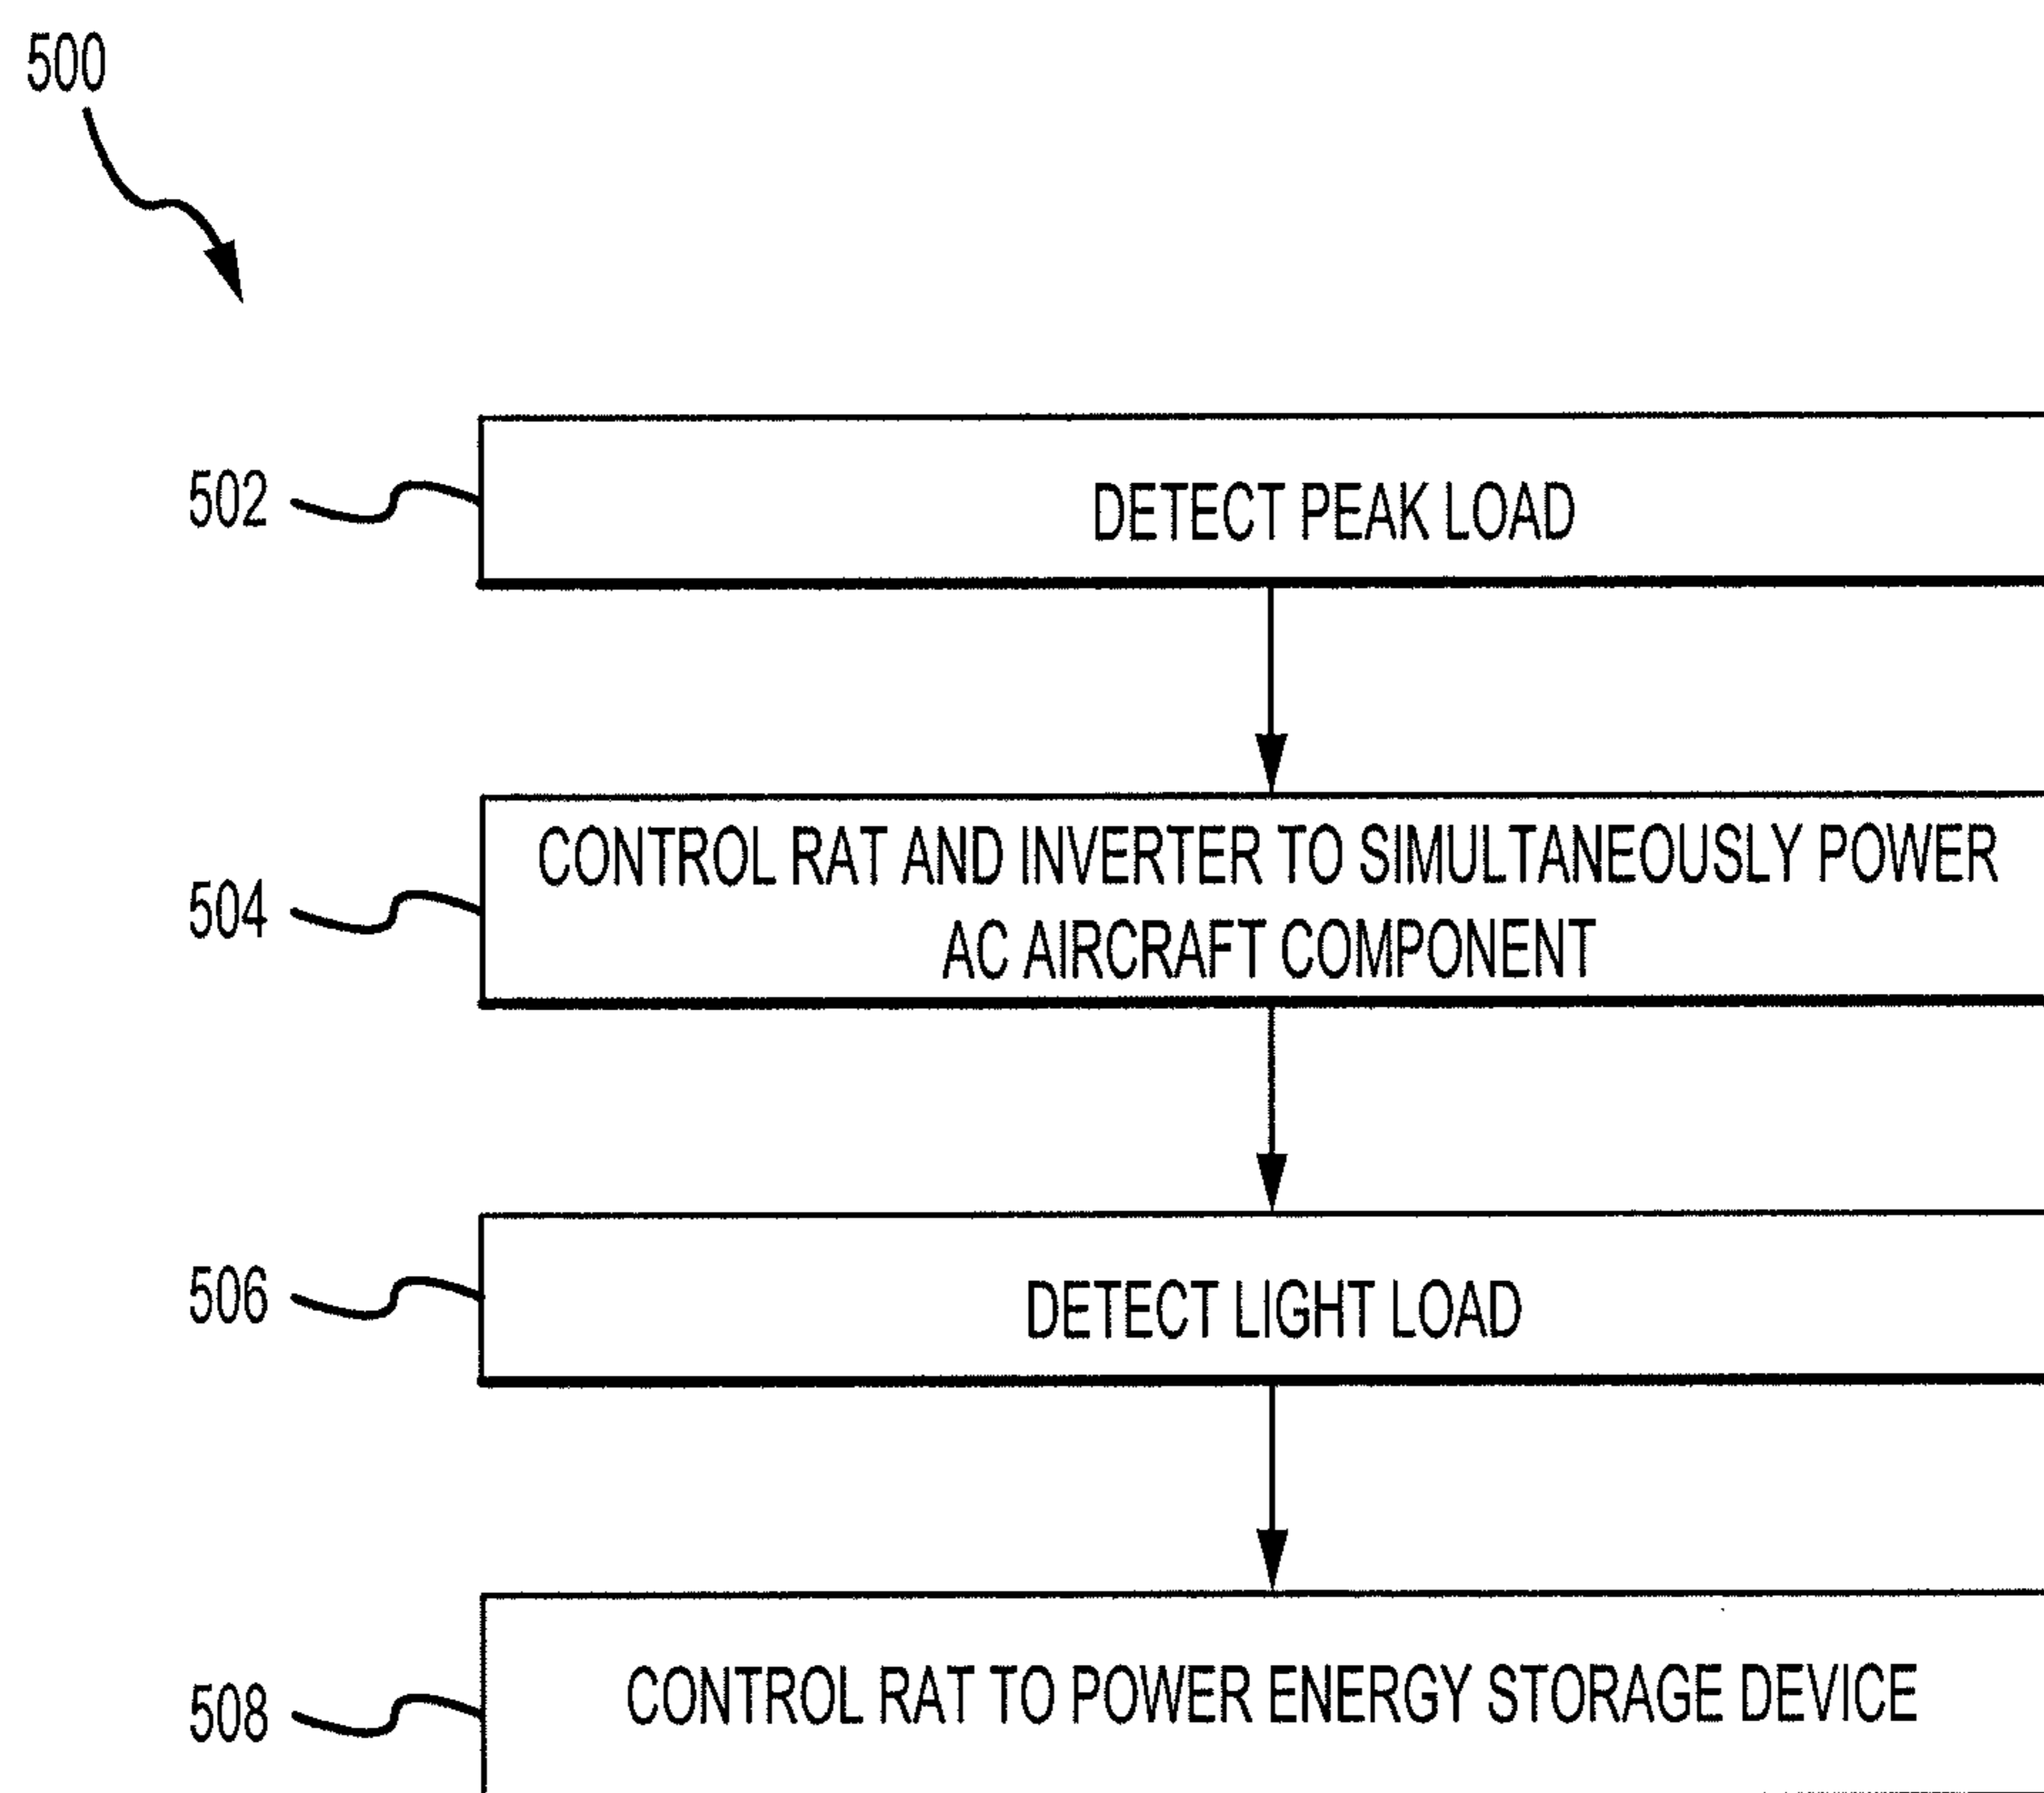 500
502
DETECT PEAK LOAD
504
CONTROL RAT AND INVERTER TO SIMULTANEOUSLY POWER
AC AIRCRAFT COMPONENT
506
DETECT LIGHT LOAD
508
CONTROL RAT TO POWER ENERGY STORAGE DEVICE